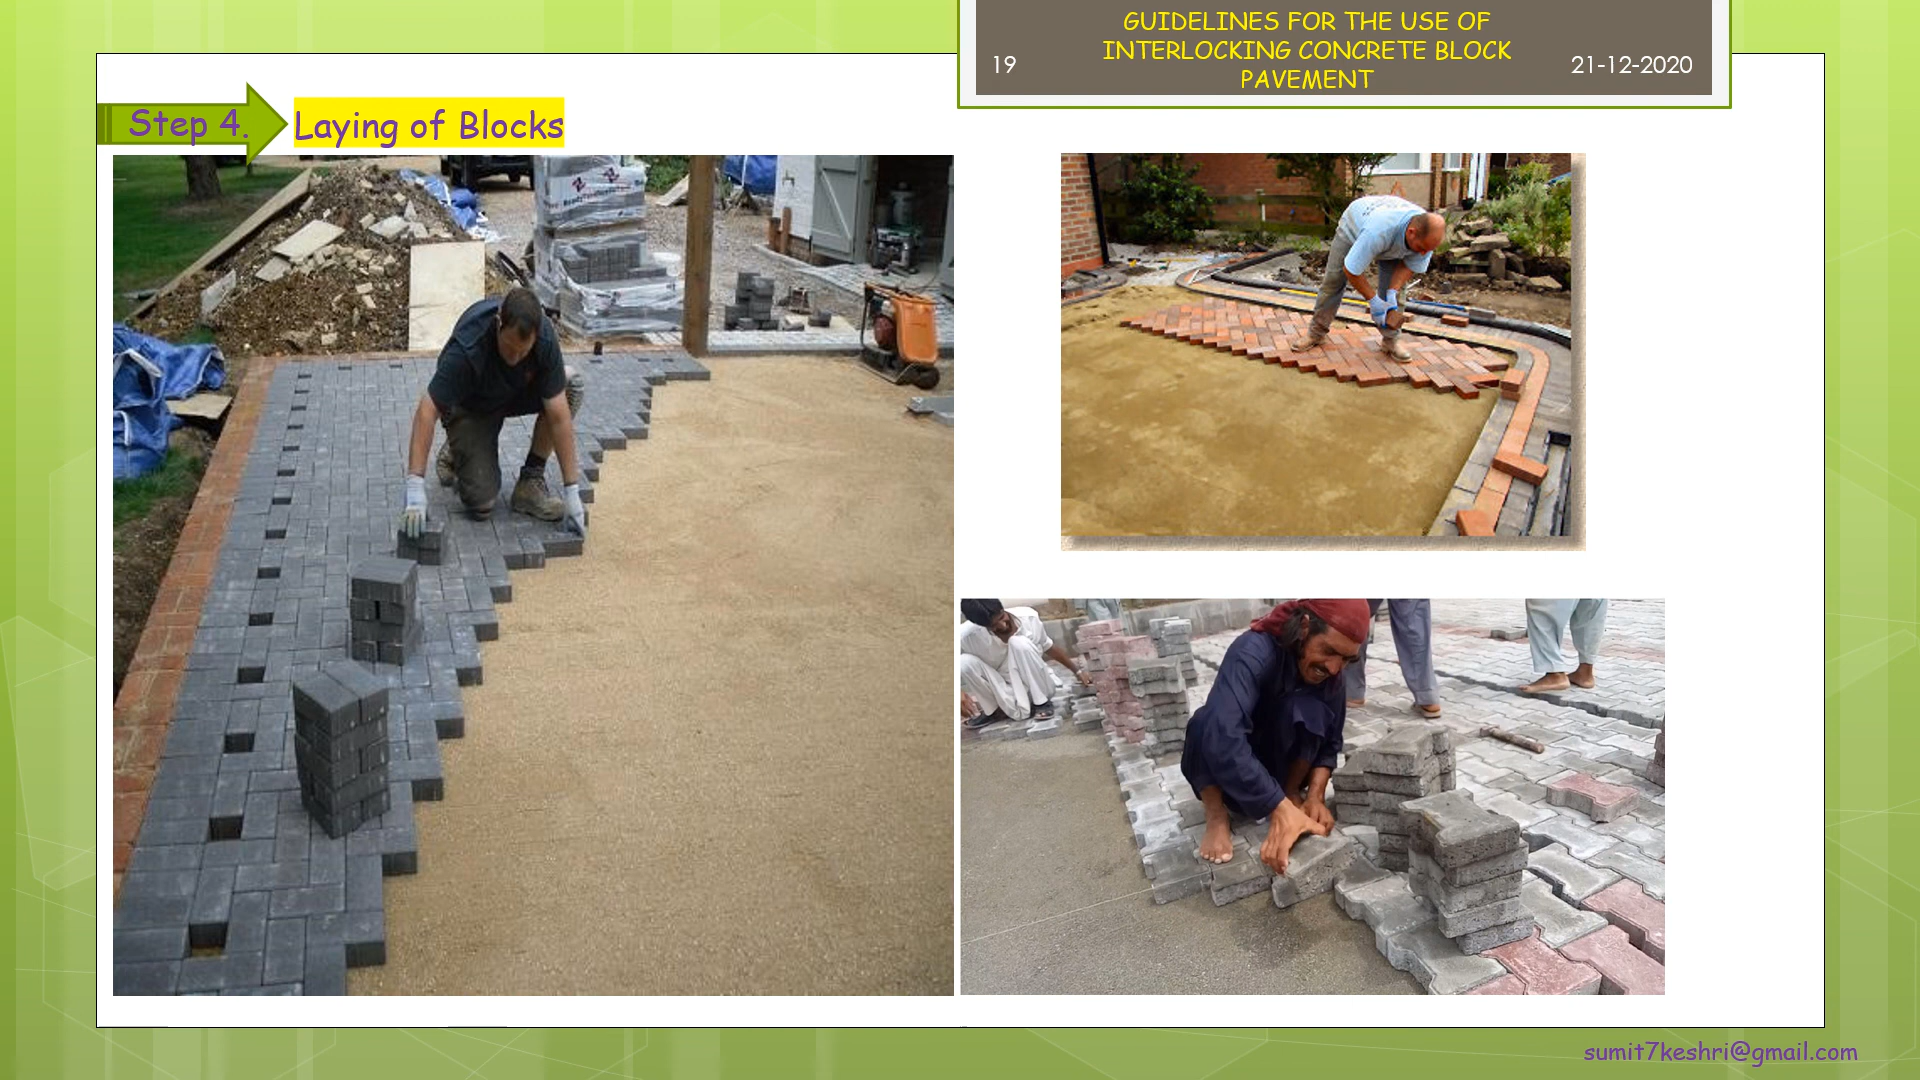 GUIDELINES FOR THE USE OF
INTERLOCKING CONCRETE BLOCK
PAVEMENT
19
21-12-2020
Step 4.
Laying of Blocks
sumit7keshri@gmail.com